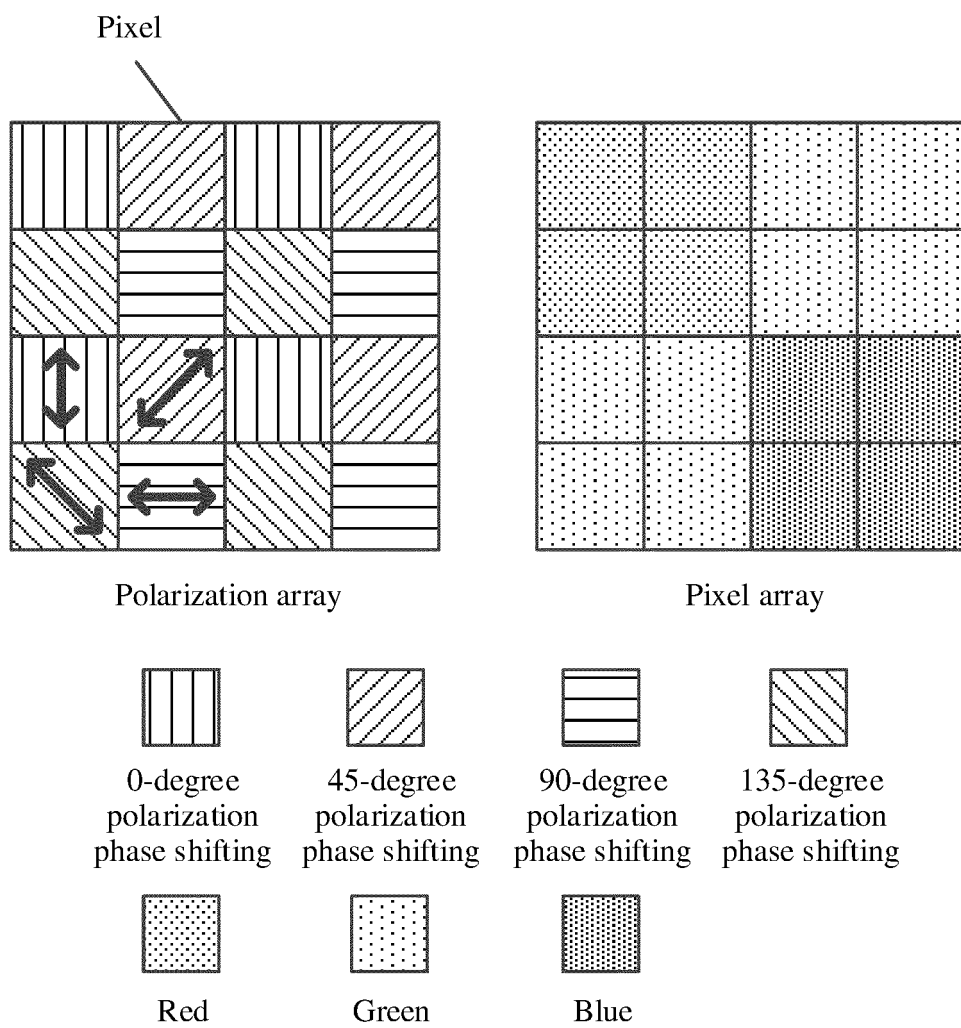 Pixel
Polarization array
Pixel array
0-degree
polarization
phase shifting
45-degree
polarization
phase shifting
90-degree
polarization
phase shifting
135-degree
polarization
phase shifting
Red
Green
Blue